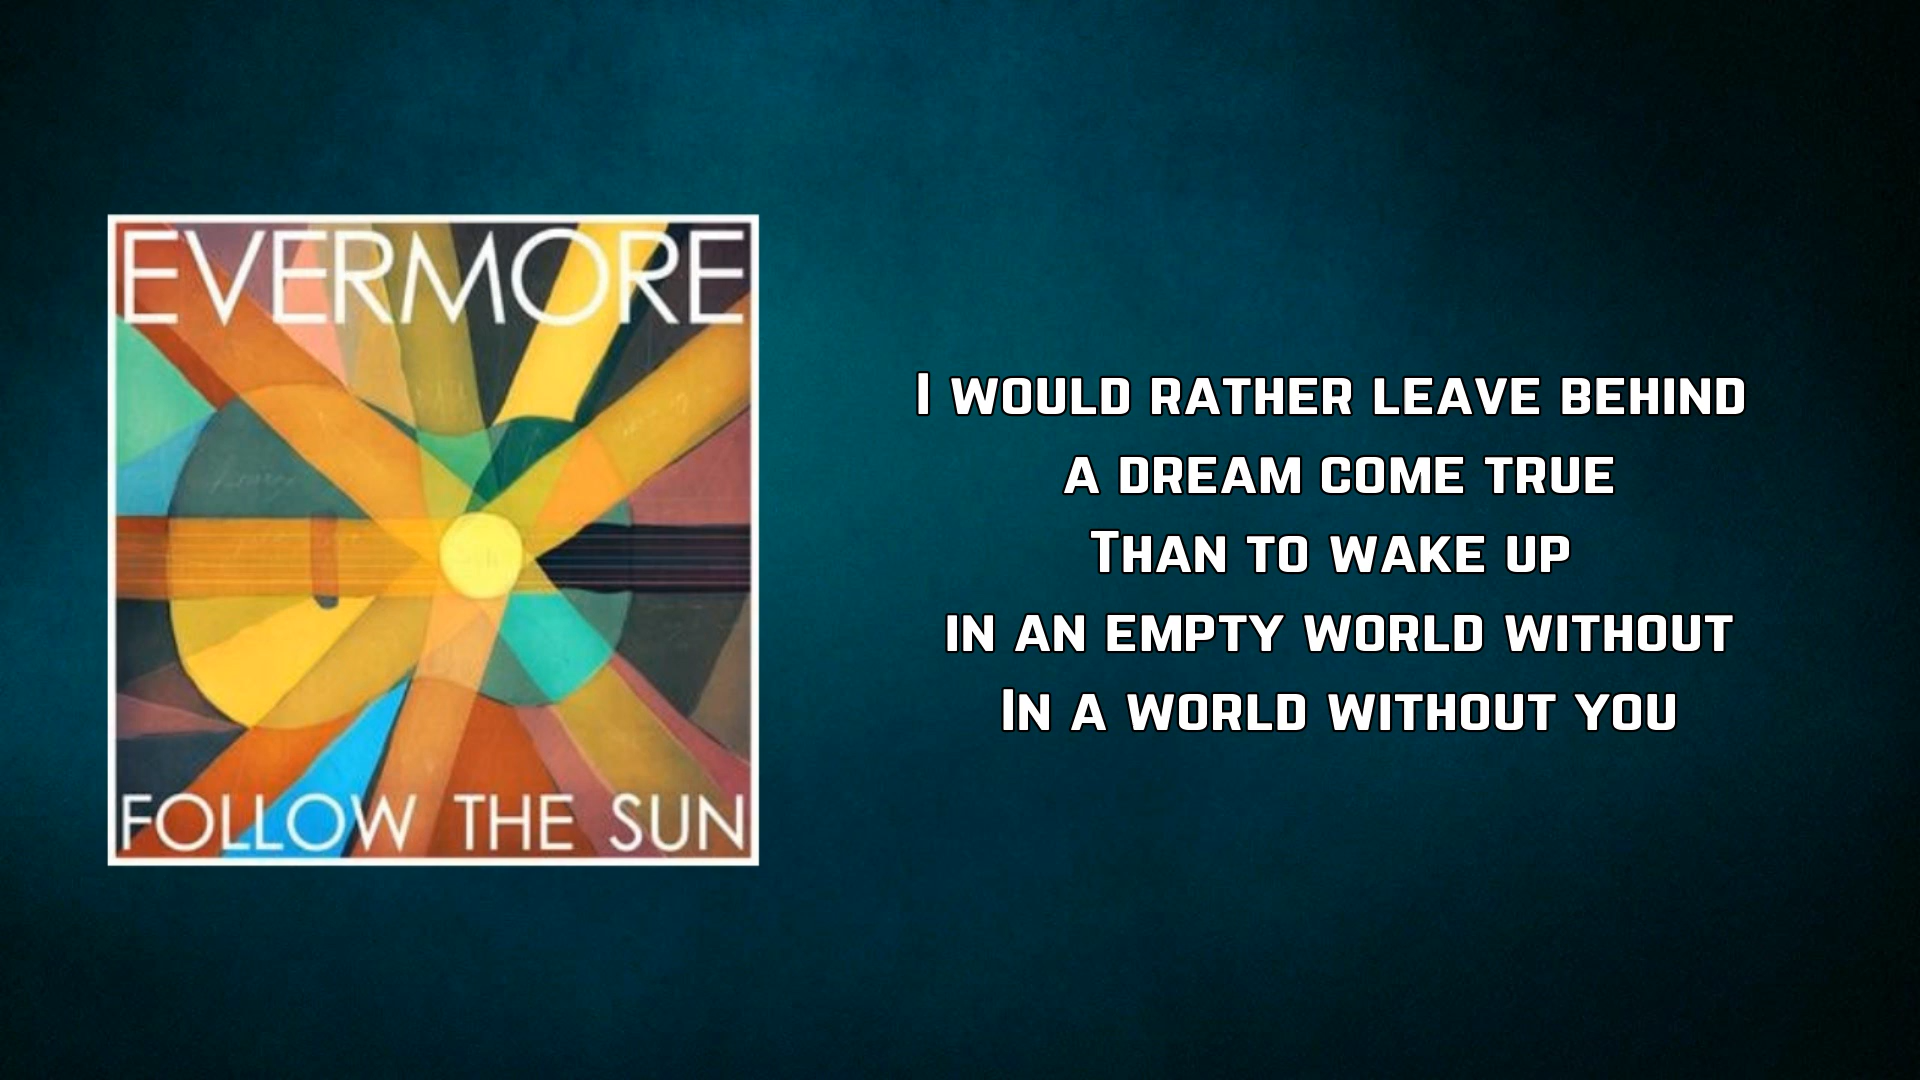 EVERMORE
FOLLOW THE SUN
I would rather leave behind
a dream come true
Than to wake up
in an empty world without
In a world without you